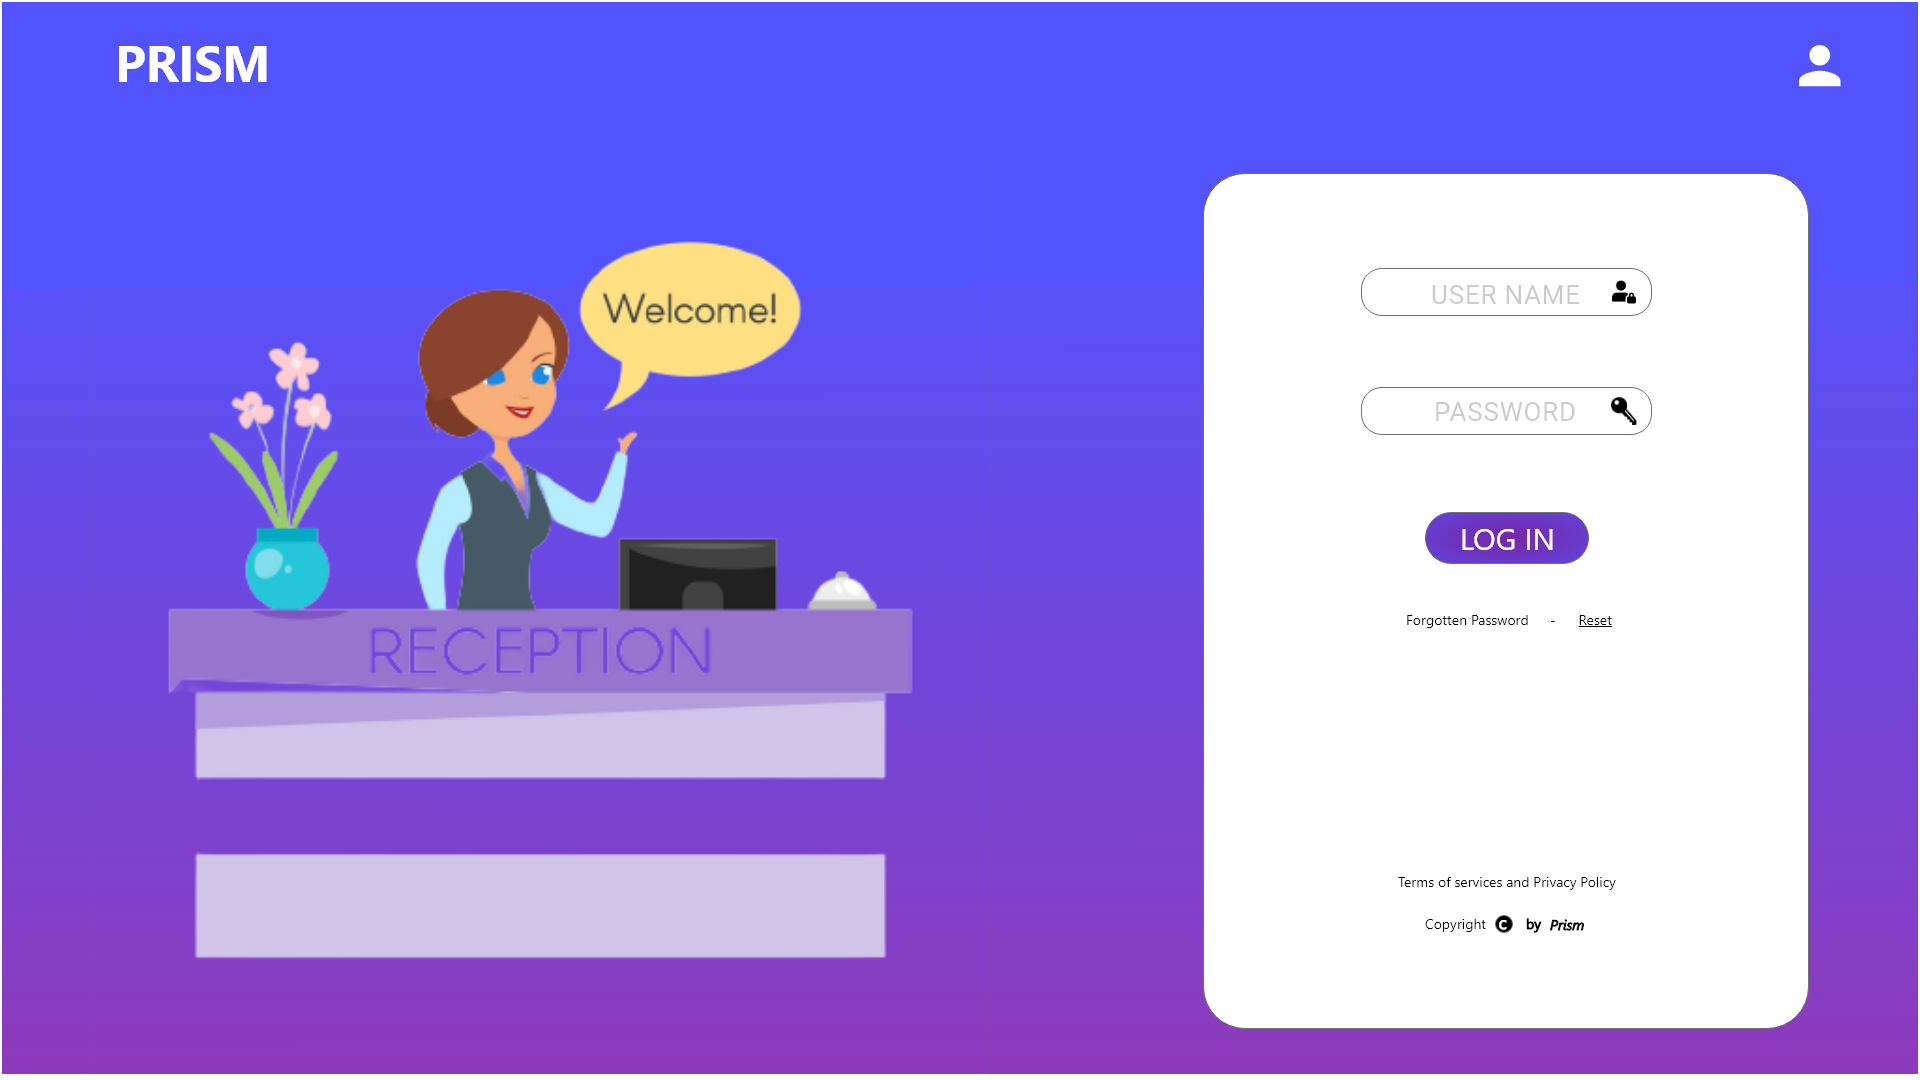 PRISM
Welcome!
RECEPTION
USER NAME
PASSWORD
LOG IN
Forgotten Password - Reset
Terms of services and Privacy Policy
Copyright © by Prism